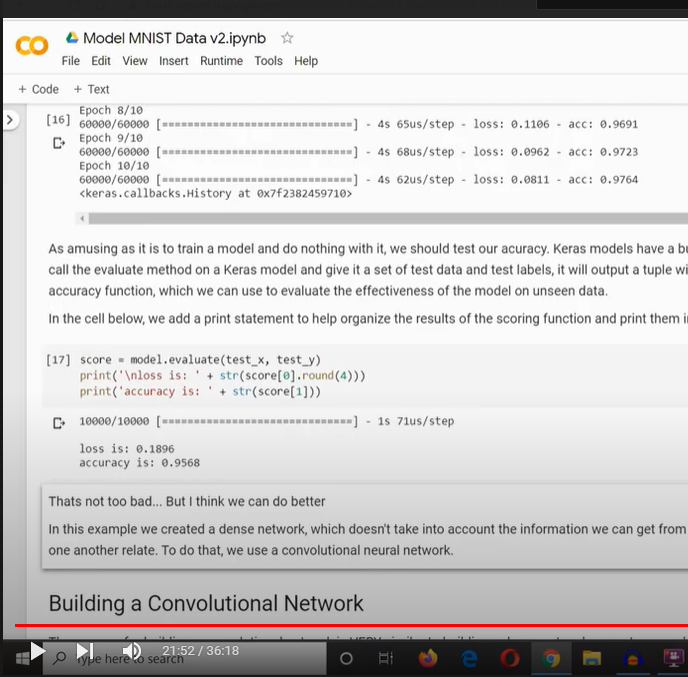 Model MNIST Data v2.ipynb
File Edit View Insert Runtime Tools Help
+ Code + Text
Epoch 8/10
[16] 60000/60000 [==============================] - 4s 65us/step - loss: 0.1106 - acc: 0.9691
Epoch 9/10
60000/60000 [==============================] - 4s 68us/step - loss: 0.0962 - acc: 0.9723
Epoch 10/10
60000/60000 [==============================] - 4s 62us/step - loss: 0.0811 - acc: 0.9764
<keras.callbacks.History at 0x7f2382459710>
As amusing as it is to train a model and do nothing with it, we should test our acuracy. Keras models have a bu
call the evaluate method on a Keras model and give it a set of test data and test labels, it will output a tuple wi
accuracy function, which we can use to evaluate the effectiveness of the model on unseen data.
In the cell below, we add a print statement to help organize the results of the scoring function and print them i
[17] score = model.evaluate(test_x, test_y)
print('\nloss is: ' + str(score[0].round(4)))
print('accuracy is: ' + str(score[1]))
10000/10000 [==============================] - 1s 71us/step
loss is: 0.1896
accuracy is: 0.9568
Thats not too bad... But I think we can do better
In this example we created a dense network, which doesn't take into account the information we can get from
one another relate. To do that, we use a convolutional neural network.
Building a Convolutional Network
21:52 / 36:18
Type here to search